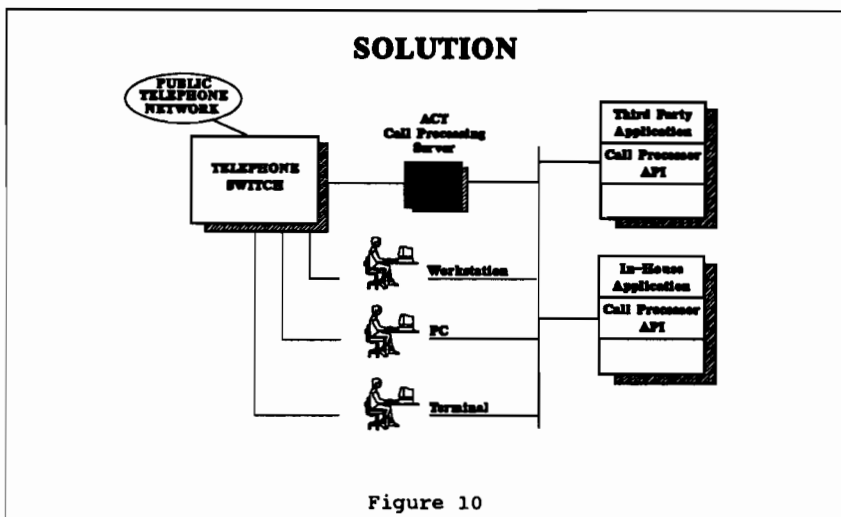 SOLUTION
PUBLIC
TELEPHONE
NETWORK
TELEPHONE
SWITCH
ACT
Call Processing
Server
Third Party
Application
Call Processor
API
Workstation
In-House
Application
Call Processor
API
PC
Terminal
Figure 10